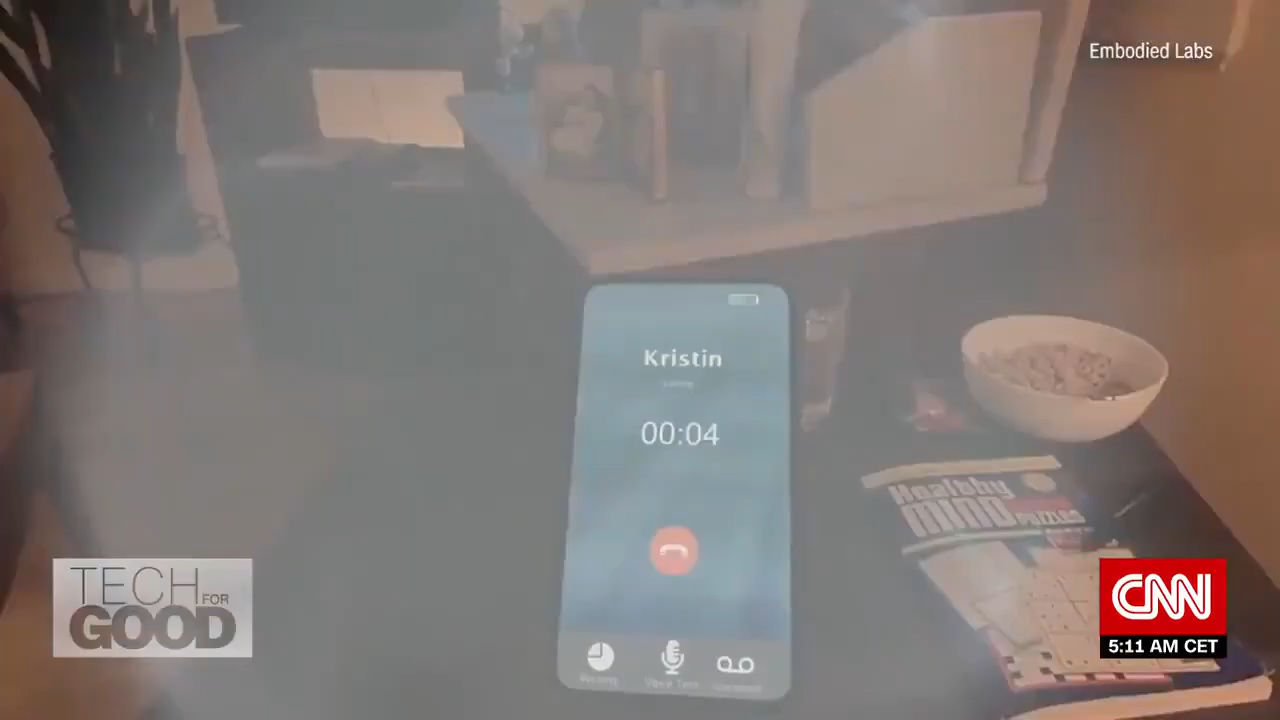 Embodied Labs
Kristin
00:04
Healthy
MIND
TECH FOR
GOOD
CNN
5:11 AM CET